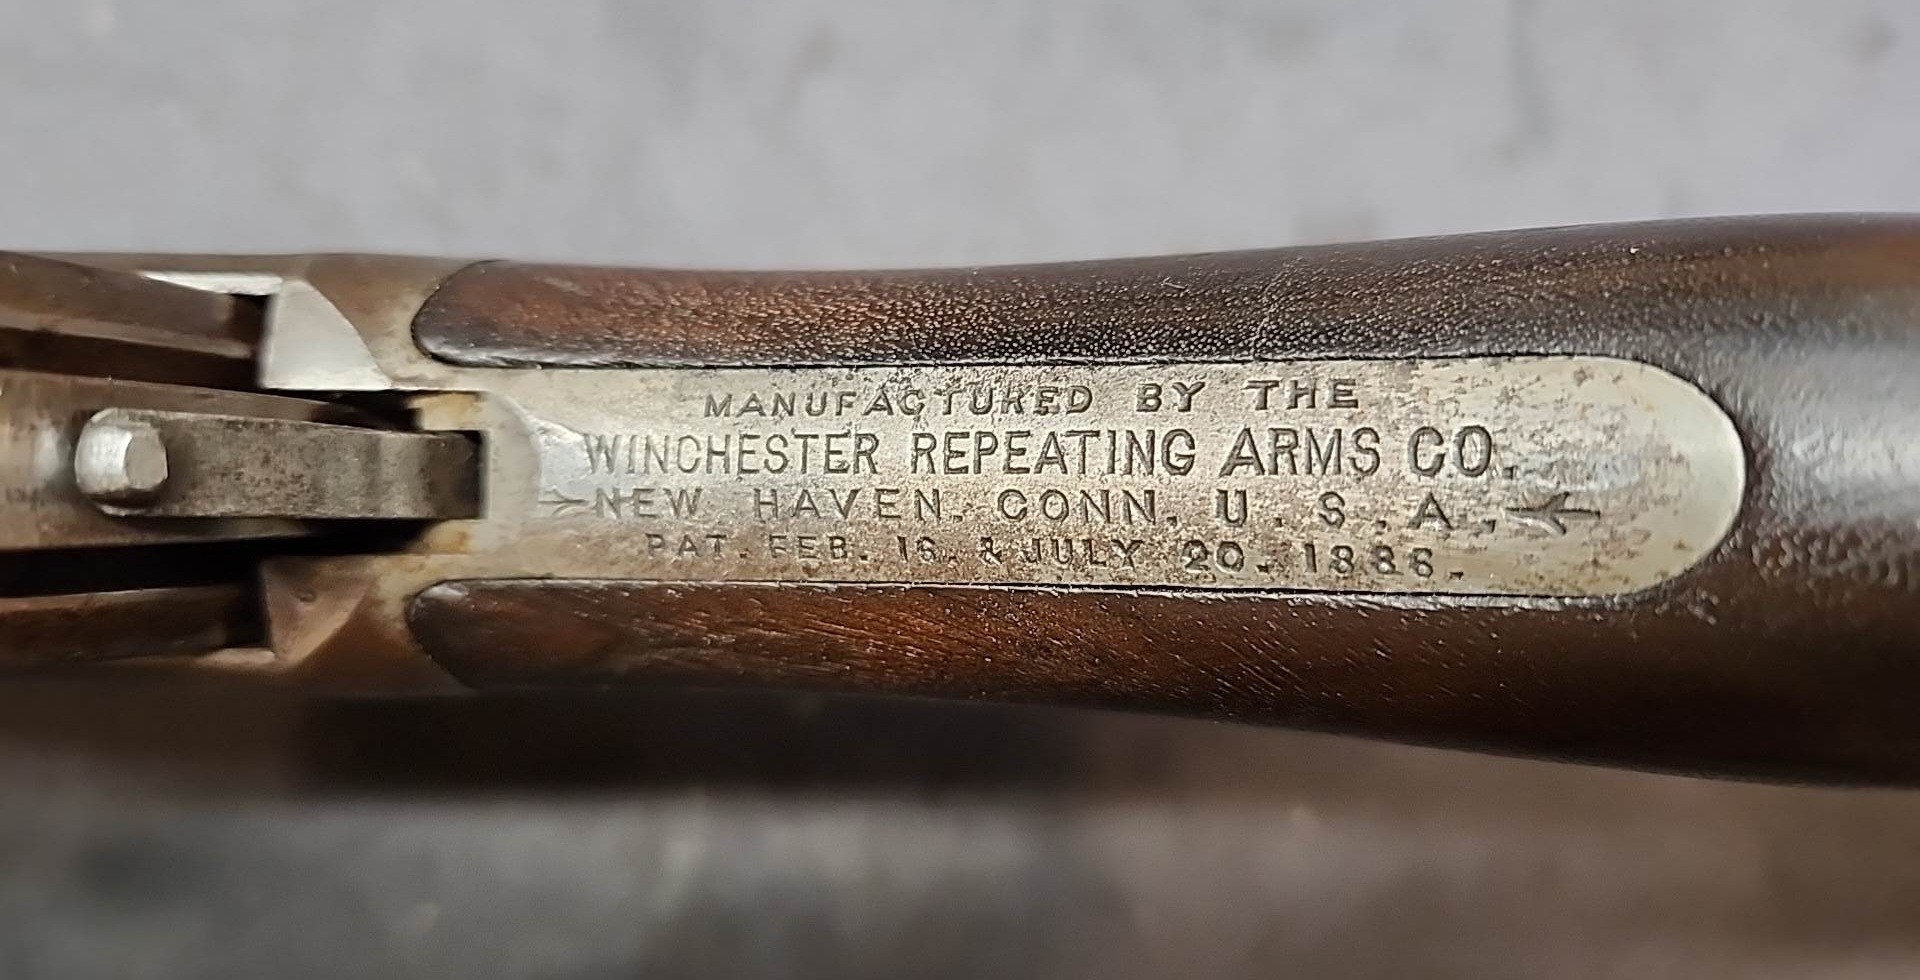 MANUFACTURED BY THE
WINCHESTER REPEATING ARMS CO.
NEW HAVEN. CONN. U.S.A.
PAT. FEB. 16. & JULY 20. 1886.